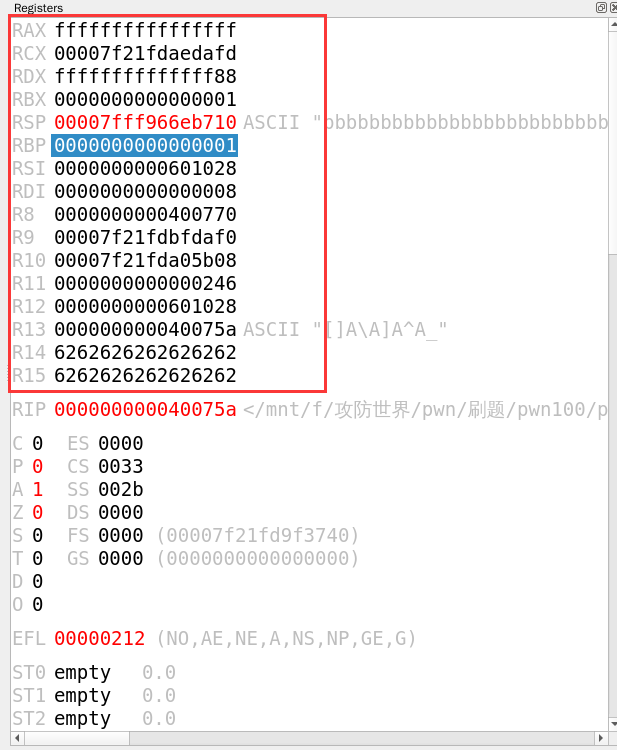 Registers
RAX ffffffffffffffff
RCX 00007f21fdaedafd
RDX ffffffffffffff88
RBX 0000000000000001
RSP 00007fff966eb710 ASCII "bbbbbbbbbbbbbbbbbbbbbbbbb
RBP 0000000000000001
RSI 0000000000601028
RDI 0000000000000008
R8 0000000000400770
R9 00007f21fdbfdaf0
R10 00007f21fda05b08
R11 0000000000000246
R12 0000000000601028
R13 000000000040075a ASCII "[]A\A]A^A_"
R14 6262626262626262
R15 6262626262626262
RIP 000000000040075a </mnt/f/攻防世界/pwn/刷题/pwn100/p
C 0 ES 0000
P 0 CS 0033
A 1 SS 002b
Z 0 DS 0000
S 0 FS 0000 (00007f21fd9f3740)
T 0 GS 0000 (0000000000000000)
D 0
O 0
EFL 00000212 (NO,AE,NE,A,NS,NP,GE,G)
ST0 empty 0.0
ST1 empty 0.0
ST2 empty 0.0